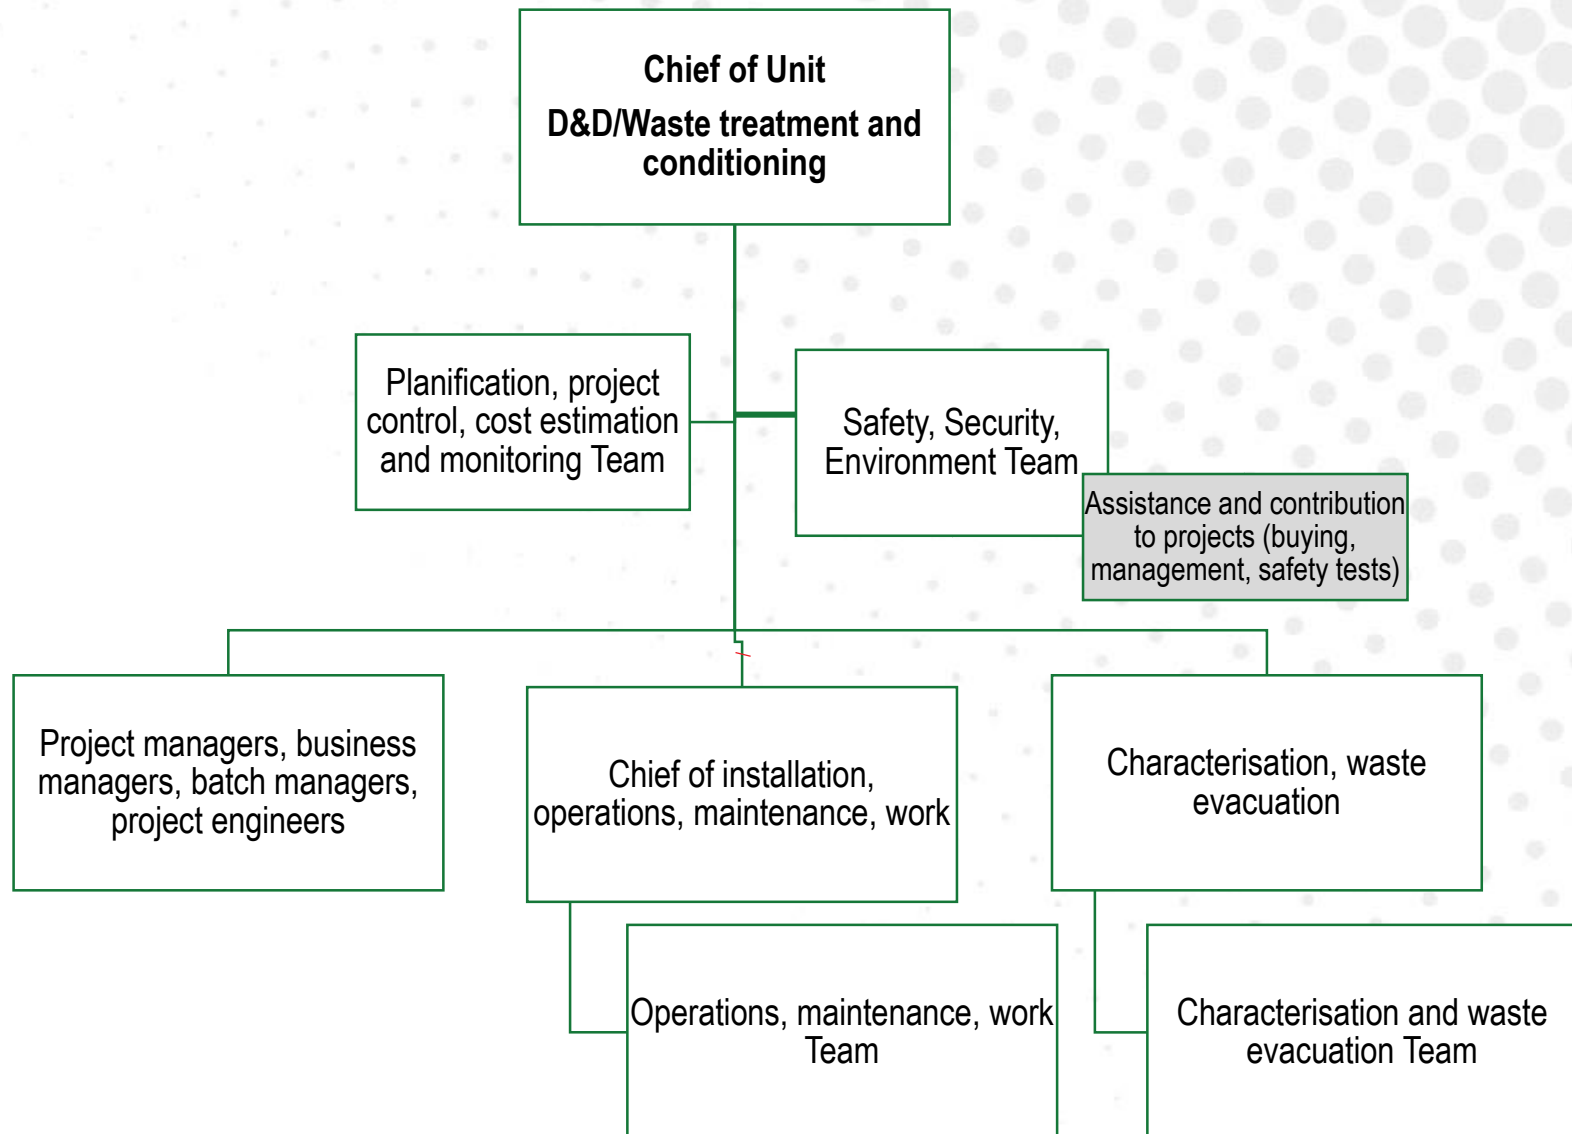 Chief of Unit
D&D/Waste treatment and
conditioning
Planification, project
control, cost estimation
and monitoring Team
Safety, Security,
Environment Team
Assistance and contribution
to projects (buying,
management, safety tests)
Project managers, business
managers, batch managers,
project engineers
Chief of installation,
operations, maintenance, work
Characterisation, waste
evacuation
Operations, maintenance, work
Team
Characterisation and waste
evacuation Team